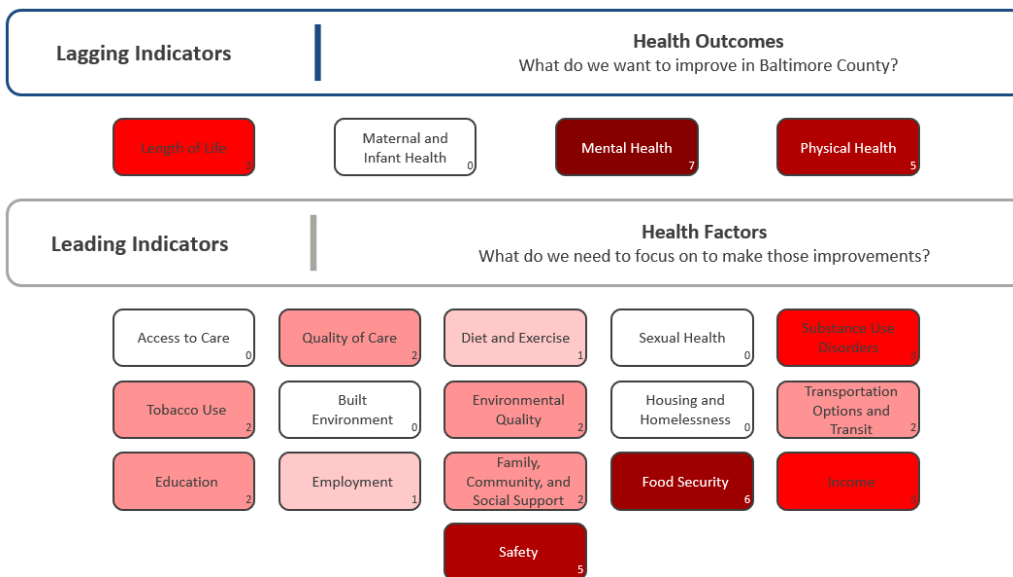 Lagging Indicators
Health Outcomes
What do we want to improve in Baltimore County?
Length of Life
3
Maternal and
Infant Health
0
Mental Health
7
Physical Health
5
Leading Indicators
Health Factors
What do we need to focus on to make those improvements?
Access to Care
0
Quality of Care
2
Diet and Exercise
1
Sexual Health
0
Substance Use
Disorders
3
Tobacco Use
2
Built
Environment
0
Environmental
Quality
2
Housing and
Homelessness
0
Transportation
Options and
Transit
2
Education
2
Employment
1
Family,
Community, and
Social Support
2
Food Security
6
Income
3
Safety
5